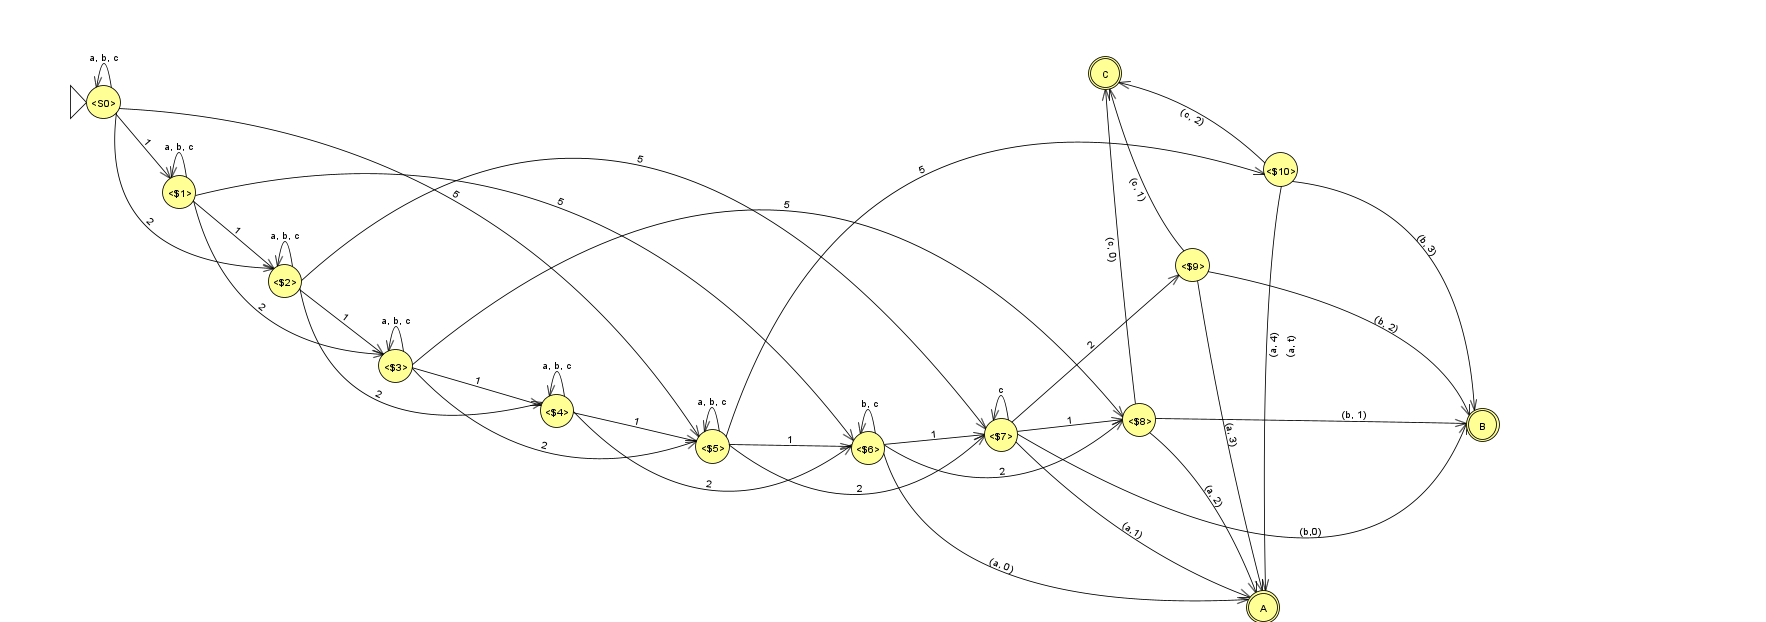 a, b, c
<S0>
C
(c, 2)
1
a, b, c
5
<$10>
5
<$1>
(c, 1)
5
5
2
1
a, b, c
(b, 3)
(c, 0)
<$9>
<$2>
2
1
a, b, c
(b, 2)
2
(a, 4)
(a, t)
<$3>
a, b, c
1
2
a, b, c
c
b, c
<$4>
1
(b, 1)
1
<$8>
B
1
1
<$7>
(a, 3)
<$5>
<$6>
2
2
2
2
(a, 2)
(a, 1)
(b,0)
(a, 0)
A